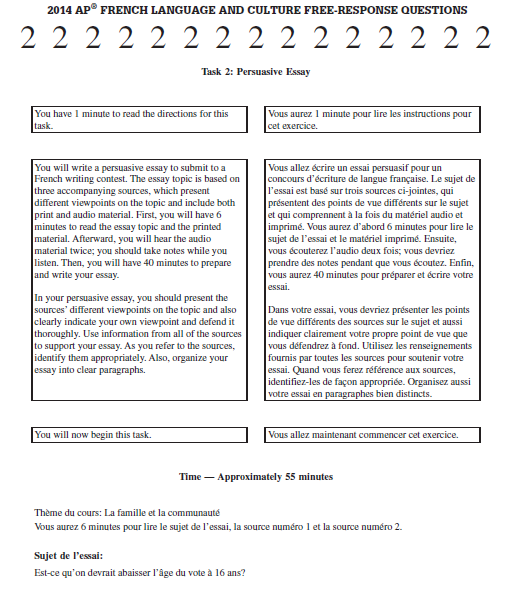 2014 AP® FRENCH LANGUAGE AND CULTURE FREE-RESPONSE QUESTIONS
2 2 2 2 2 2 2 2 2 2 2 2 2 2 2
Task 2: Persuasive Essay
You have 1 minute to read the directions for this
task.
Vous aurez 1 minute pour lire les instructions pour
cet exercice.
You will write a persuasive essay to submit to a
French writing contest. The essay topic is based on
three accompanying sources, which present
different viewpoints on the topic and include both
print and audio material. First, you will have 6
minutes to read the essay topic and the printed
material. Afterward, you will hear the audio
material twice; you should take notes while you
listen. Then, you will have 40 minutes to prepare
and write your essay.
In your persuasive essay, you should present the
sources' different viewpoints on the topic and also
clearly indicate your own viewpoint and defend it
thoroughly. Use information from all of the sources
to support your essay. As you refer to the sources,
identify them appropriately. Also, organize your
essay into clear paragraphs.
Vous allez écrire un essai persuasif pour un
concours d'écriture de langue française. Le sujet de
l'essai est basé sur trois sources ci-jointes, qui
présentent des points de vue différents sur le sujet
et qui comprennent à la fois du matériel audio et
imprimé. Vous aurez d'abord 6 minutes pour lire le
sujet de l'essai et le matériel imprimé. Ensuite,
vous écouterez l'audio deux fois; vous devriez
prendre des notes pendant que vous écoutez. Enfin,
vous aurez 40 minutes pour préparer et écrire votre
essai.
Dans votre essai, vous devriez présenter les points
de vue différents des sources sur le sujet et aussi
indiquer clairement votre propre point de vue que
vous défendrez à fond. Utilisez les renseignements
fournis par toutes les sources pour soutenir votre
essai. Quand vous ferez référence aux sources,
identifiez-les de façon appropriée. Organisez aussi
votre essai en paragraphes bien distincts.
You will now begin this task.
Vous allez maintenant commencer cet exercice.
Time — Approximately 55 minutes
Thème du cours: La famille et la communauté
Vous aurez 6 minutes pour lire le sujet de l'essai, la source numéro 1 et la source numéro 2.
Sujet de l'essai:
Est-ce qu'on devrait abaisser l'âge du vote à 16 ans?